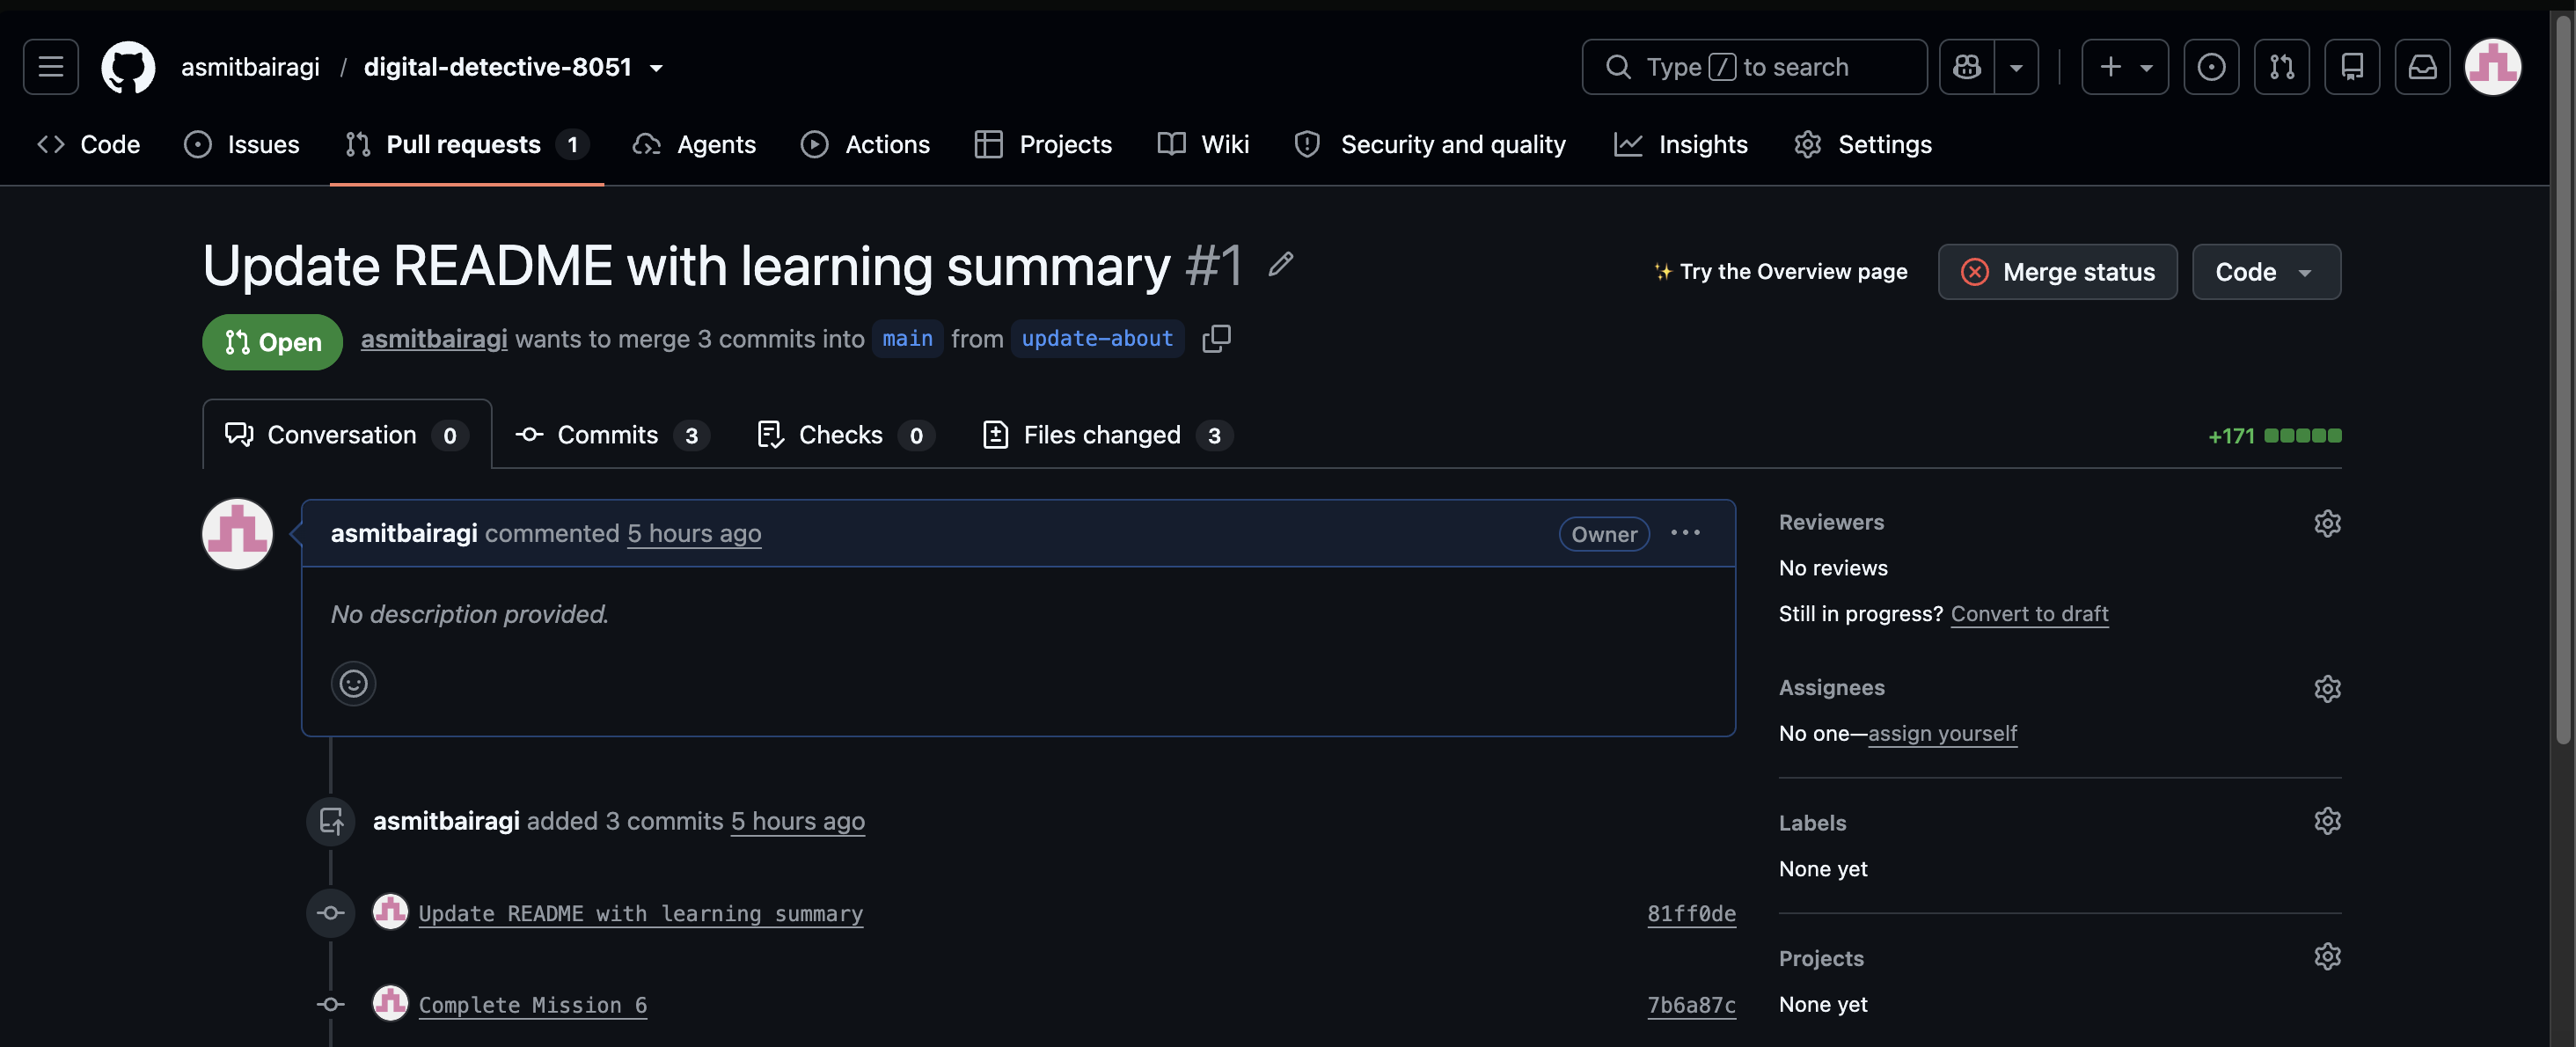 asmitbairagi / digital-detective-8051
Type / to search
Code
Issues
Pull requests 1
Agents
Actions
Projects
Wiki
Security and quality
Insights
Settings
Update README with learning summary #1
Try the Overview page
Merge status
Code
Open
asmitbairagi wants to merge 3 commits into main from update-about
Conversation 0
Commits 3
Checks 0
Files changed 3
+171
asmitbairagi commented 5 hours ago
Owner
No description provided.
asmitbairagi added 3 commits 5 hours ago
Update README with learning summary
81ff0de
Complete Mission 6
7b6a87c
Reviewers
No reviews
Still in progress? Convert to draft
Assignees
No one—assign yourself
Labels
None yet
Projects
None yet